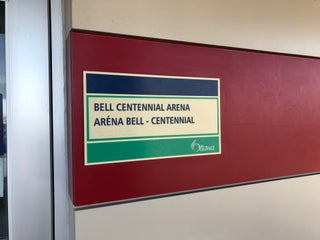 BELL CENTENNIAL ARENA
ARÉNA BELL - CENTENNIAL
Ottawa